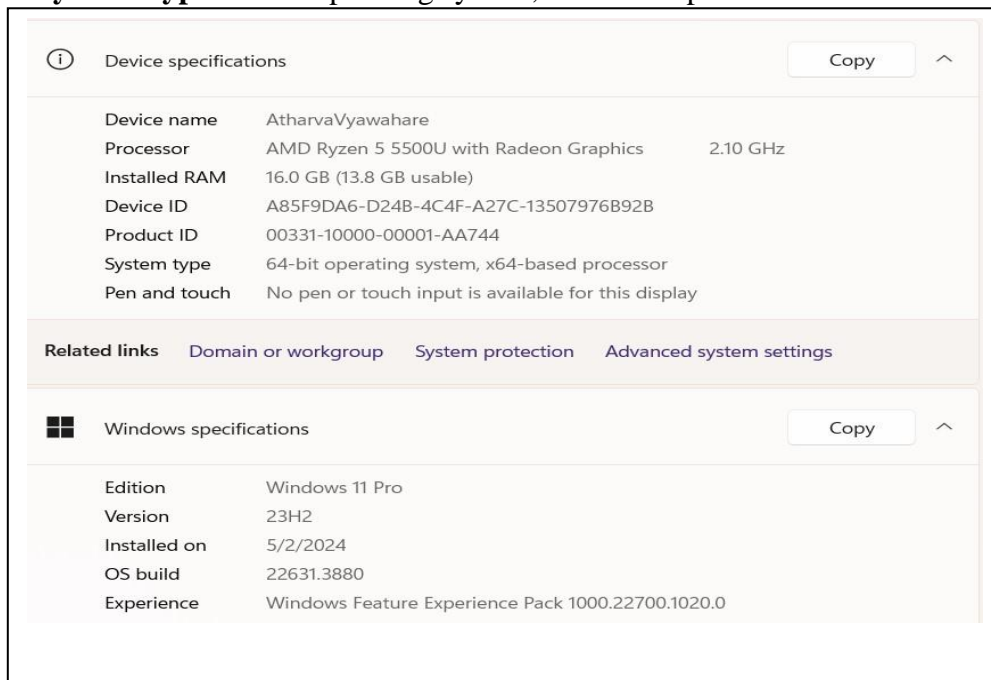 Device specifications Copy
Device name AtharvaVyawahare
Processor AMD Ryzen 5 5500U with Radeon Graphics 2.10 GHz
Installed RAM 16.0 GB (13.8 GB usable)
Device ID A85F9DA6-D24B-4C4F-A27C-13507976B92B
Product ID 00331-10000-00001-AA744
System type 64-bit operating system, x64-based processor
Pen and touch No pen or touch input is available for this display
Related links Domain or workgroup System protection Advanced system settings
Windows specifications Copy
Edition Windows 11 Pro
Version 23H2
Installed on 5/2/2024
OS build 22631.3880
Experience Windows Feature Experience Pack 1000.22700.1020.0